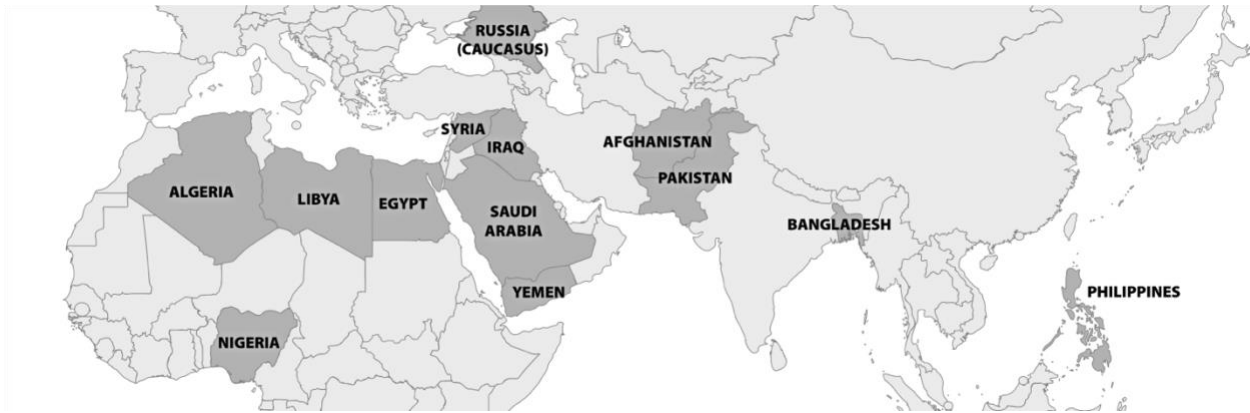 RUSSIA
(CAUCASUS)
SYRIA
IRAQ
AFGHANISTAN
PAKISTAN
ALGERIA
LIBYA
EGYPT
SAUDI
ARABIA
BANGLADESH
YEMEN
PHILIPPINES
NIGERIA